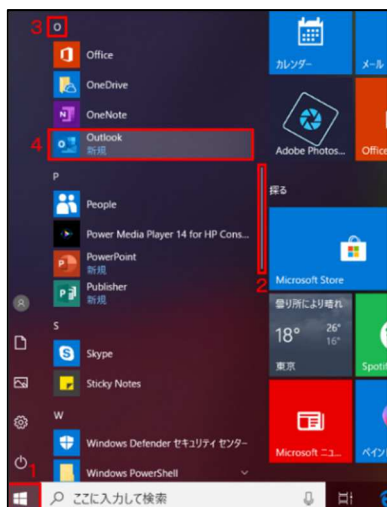 3
O
Office
OneDrive
OneNote
4
Outlook
新規
P
People
Power Media Player 14 for HP Cons...
PowerPoint
新規
Publisher
新規
S
Skype
Sticky Notes
W
Windows Defender セキュリティ センター
Windows PowerShell
1
ここに入力して検索
2
カレンダー
メール
Adobe Photos...
Office
探る
Microsoft Store
曇り所により晴れ
18°
26°
16°
東京
Spotif
Microsoft ニュ...
ペイン